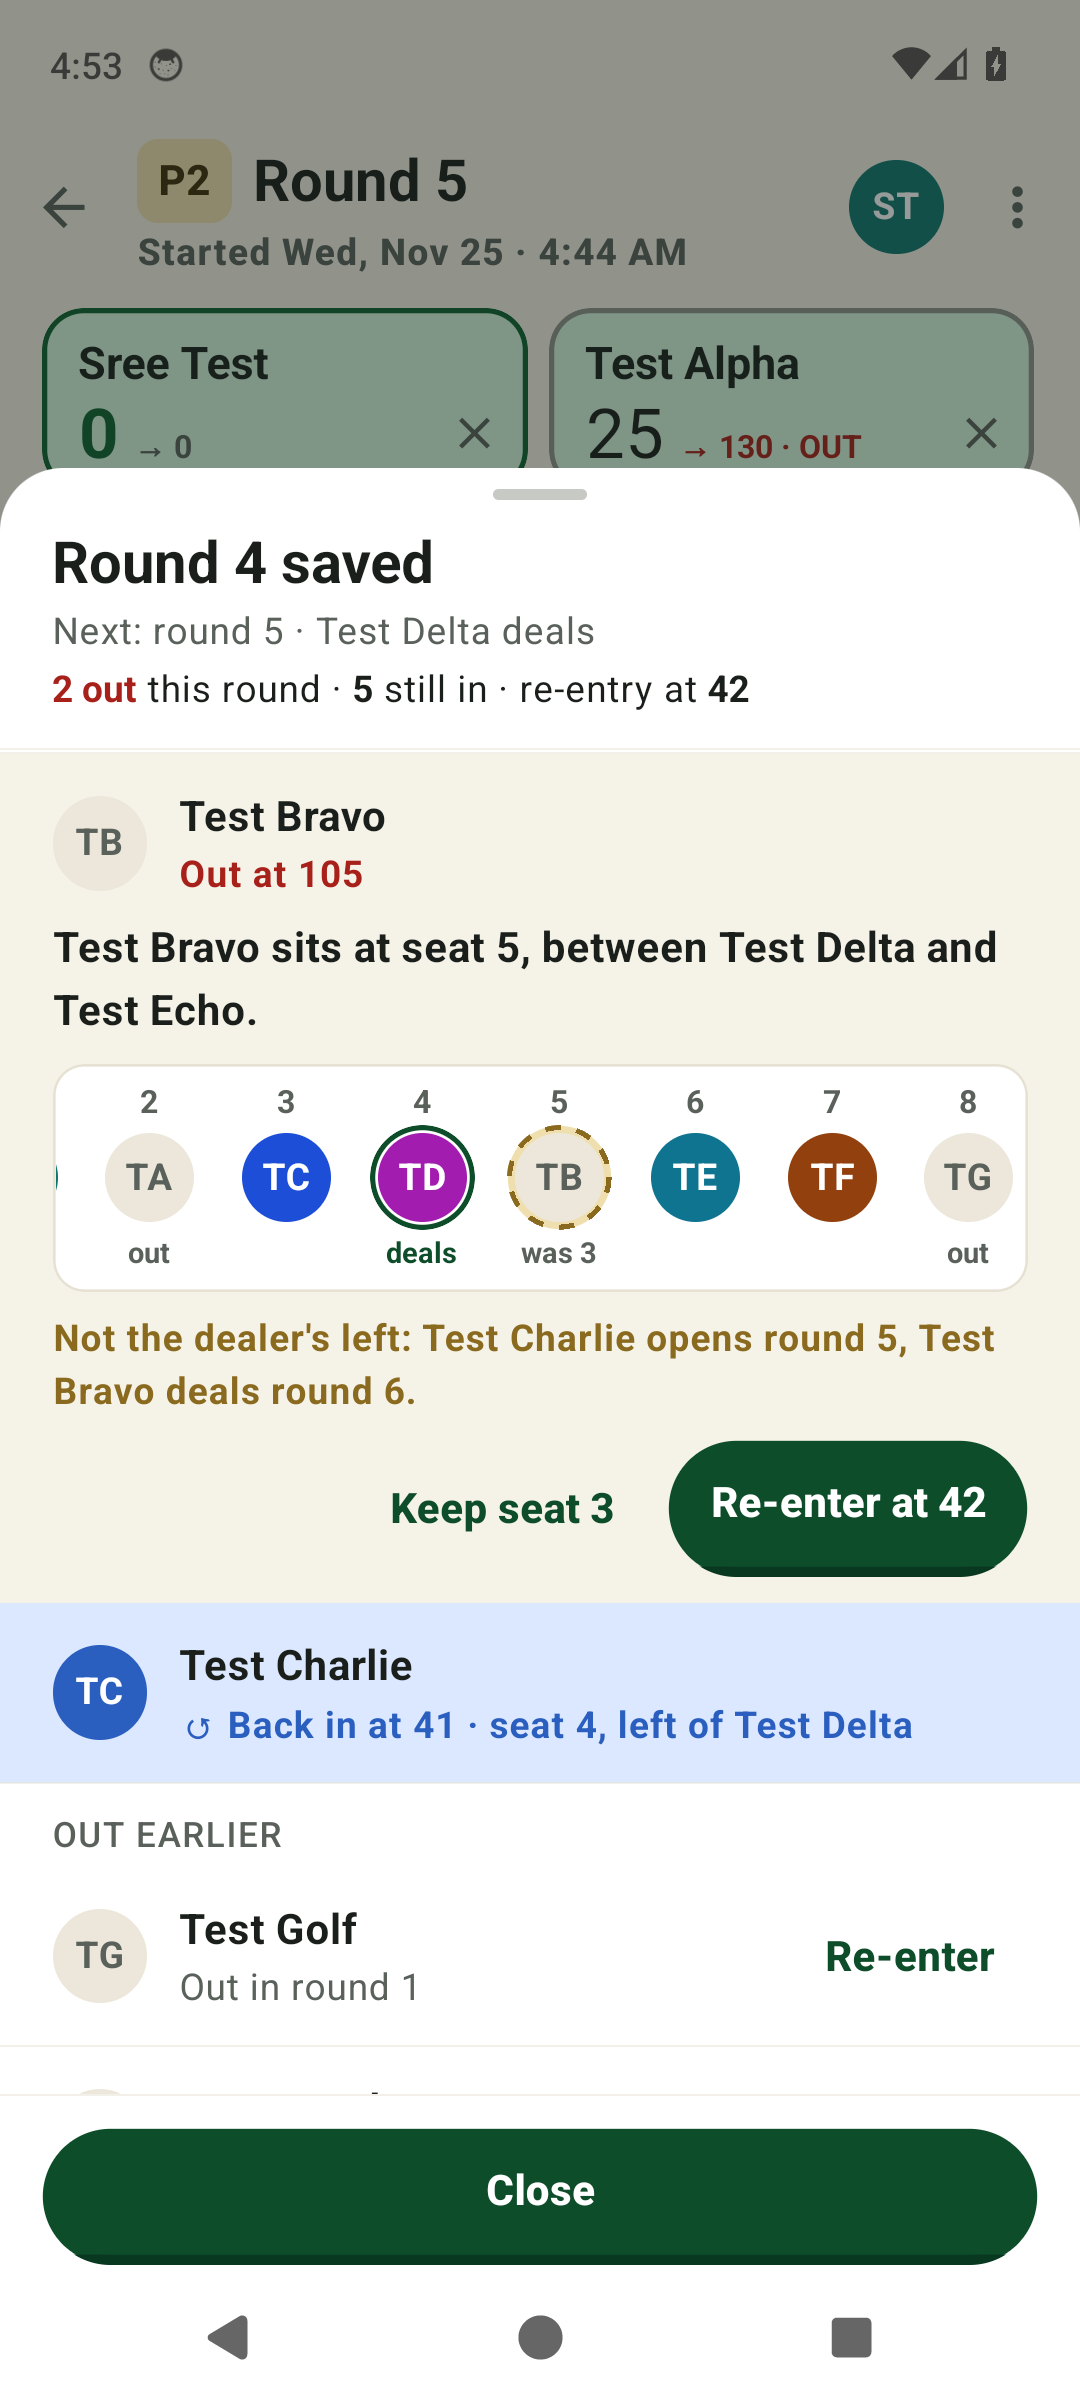 4:53
P2 Round 5
Started Wed, Nov 25 · 4:44 AM
ST
Sree Test
0 → 0 ×
Test Alpha
25 → 130 · OUT ×
Round 4 saved
Next: round 5 · Test Delta deals
2 out this round · 5 still in · re-entry at 42
TB
Test Bravo
Out at 105
Test Bravo sits at seat 5, between Test Delta and
Test Echo.
2 3 4 5 6 7 8
TA TC TD TB TE TF TG
out deals was 3 out
Not the dealer's left: Test Charlie opens round 5, Test
Bravo deals round 6.
Keep seat 3
Re-enter at 42
TC
Test Charlie
Back in at 41 · seat 4, left of Test Delta
OUT EARLIER
TG
Test Golf
Out in round 1
Re-enter
Close